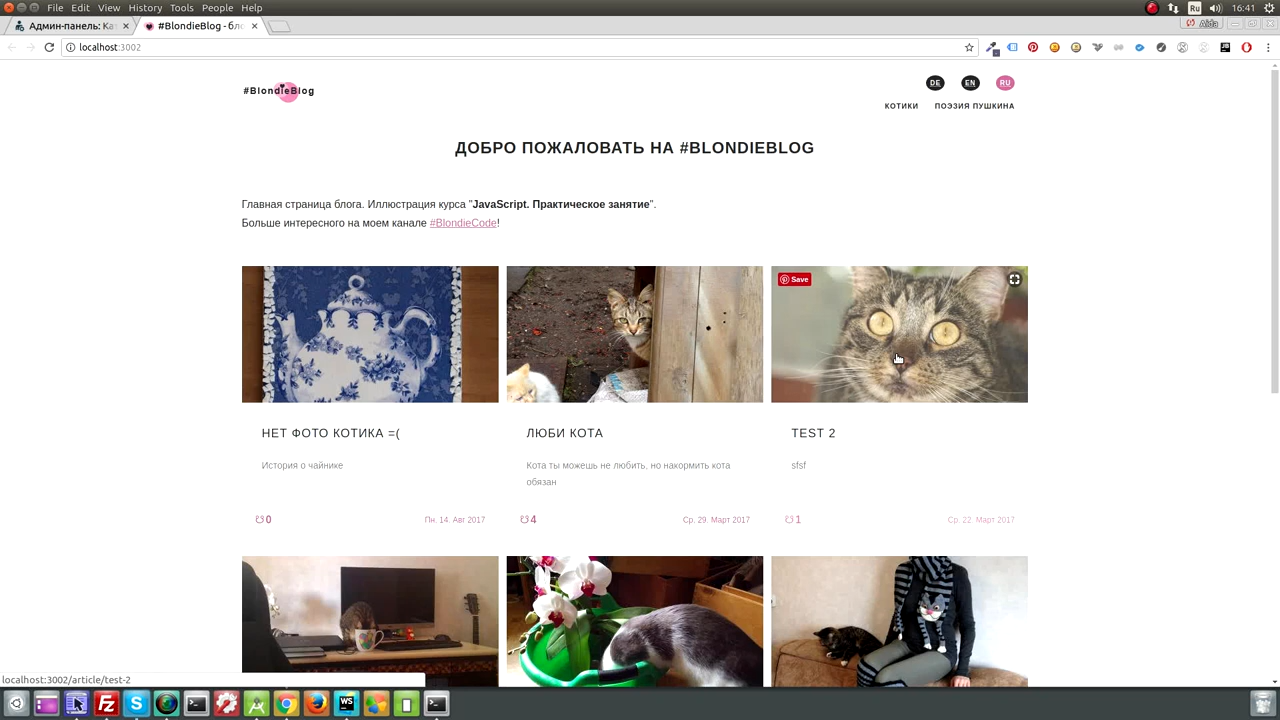 File Edit View History Tools People Help
Ru 16:41
Админ-панель: Ка
#BlondieBlog - бло
Aida
localhost:3002
#BlondieBlog
DE EN RU
КОТИКИ ПОЭЗИЯ ПУШКИНА
ДОБРО ПОЖАЛОВАТЬ НА #BLONDIEBLOG
Главная страница блога. Иллюстрация курса "JavaScript. Практическое занятие".
Больше интересного на моем канале #BlondieCode!
Save
НЕТ ФОТО КОТИКА =(
История о чайнике
0 Пн. 14. Авг 2017
ЛЮБИ КОТА
Кота ты можешь не любить, но накормить кота
обязан
4 Ср. 29. Март 2017
TEST 2
sfsf
1 Ср. 22. Март 2017
localhost:3002/article/test-2